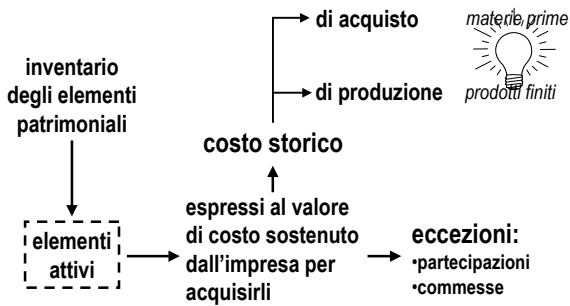 di acquisto
materie prime
inventario
degli elementi
patrimoniali
di produzione
prodotti finiti
costo storico
elementi
attivi
espressi al valore
di costo sostenuto
dall'impresa per
acquisirli
eccezioni:
•partecipazioni
•commesse